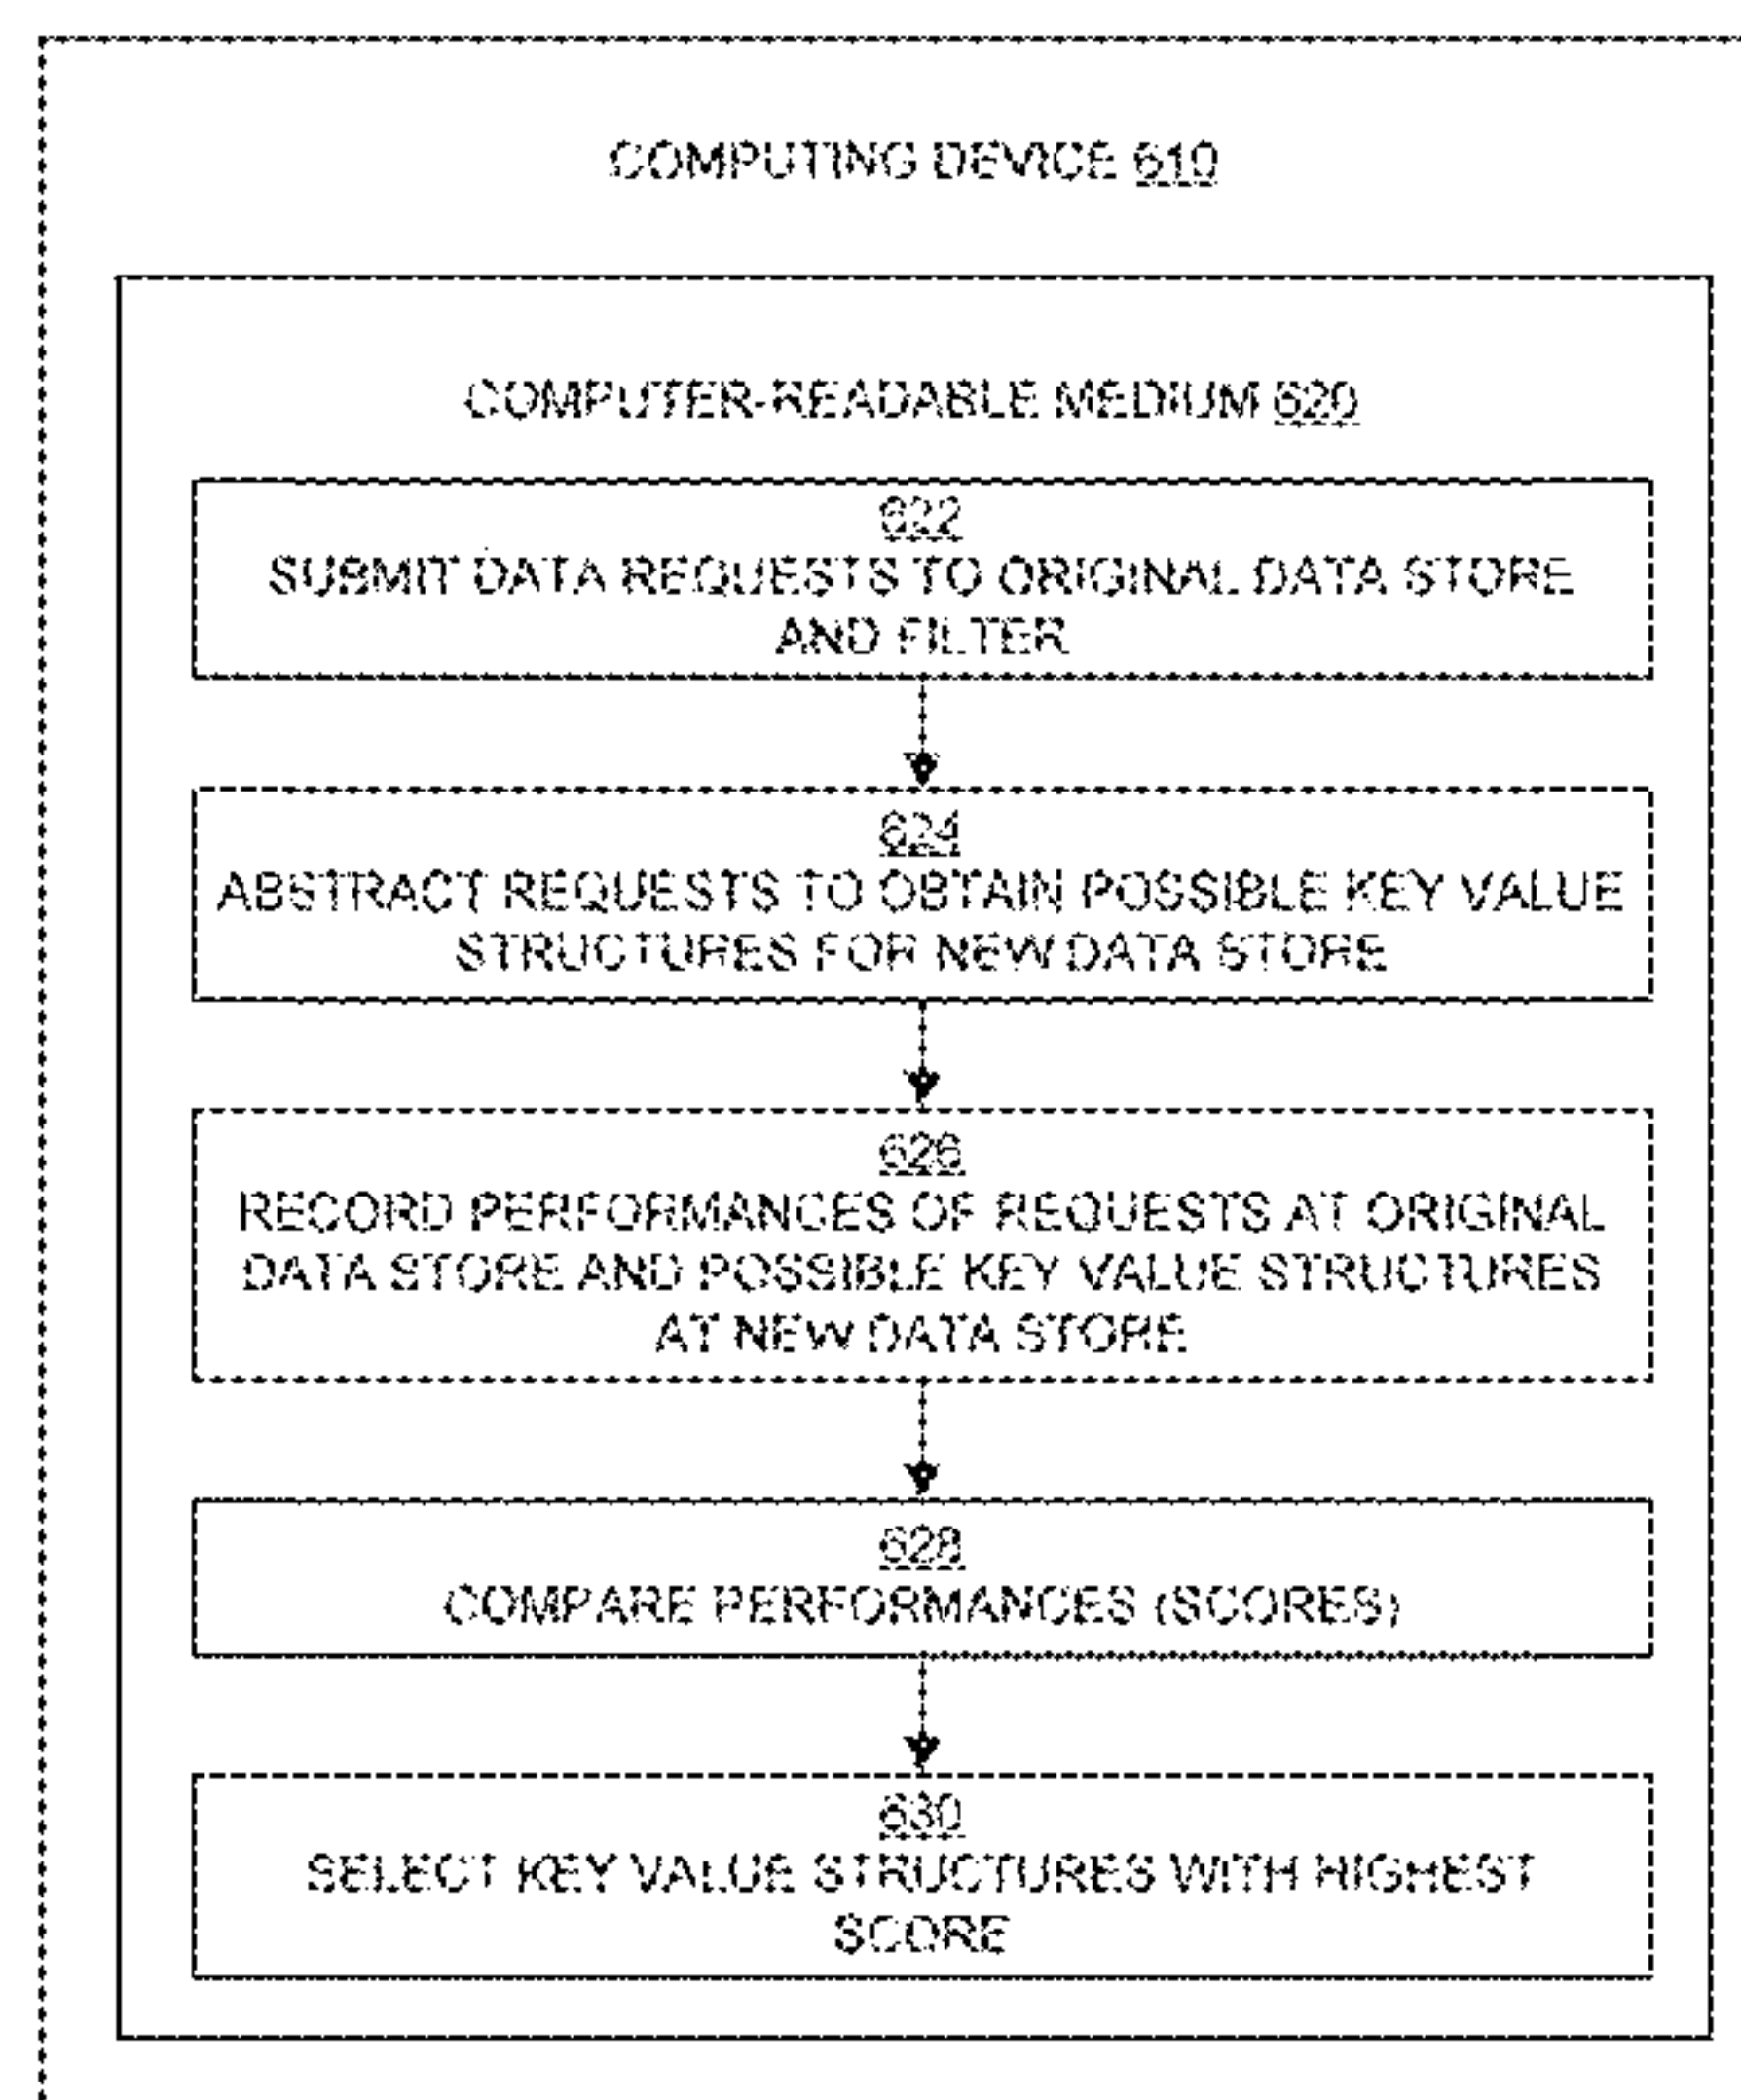 COMPUTING DEVICE 610
COMPUTER-READABLE MEDIUM 620
622
SUBMIT DATA REQUESTS TO ORIGINAL DATA STORE
AND FILTER
624
ABSTRACT REQUESTS TO OBTAIN POSSIBLE KEY VALUE
STRUCTURES FOR NEW DATA STORE
626
RECORD PERFORMANCES OF REQUESTS AT ORIGINAL
DATA STORE AND POSSIBLE KEY VALUE STRUCTURES
AT NEW DATA STORE
628
COMPARE PERFORMANCES (SCORES)
630
SELECT KEY VALUE STRUCTURES WITH HIGHEST
SCORE